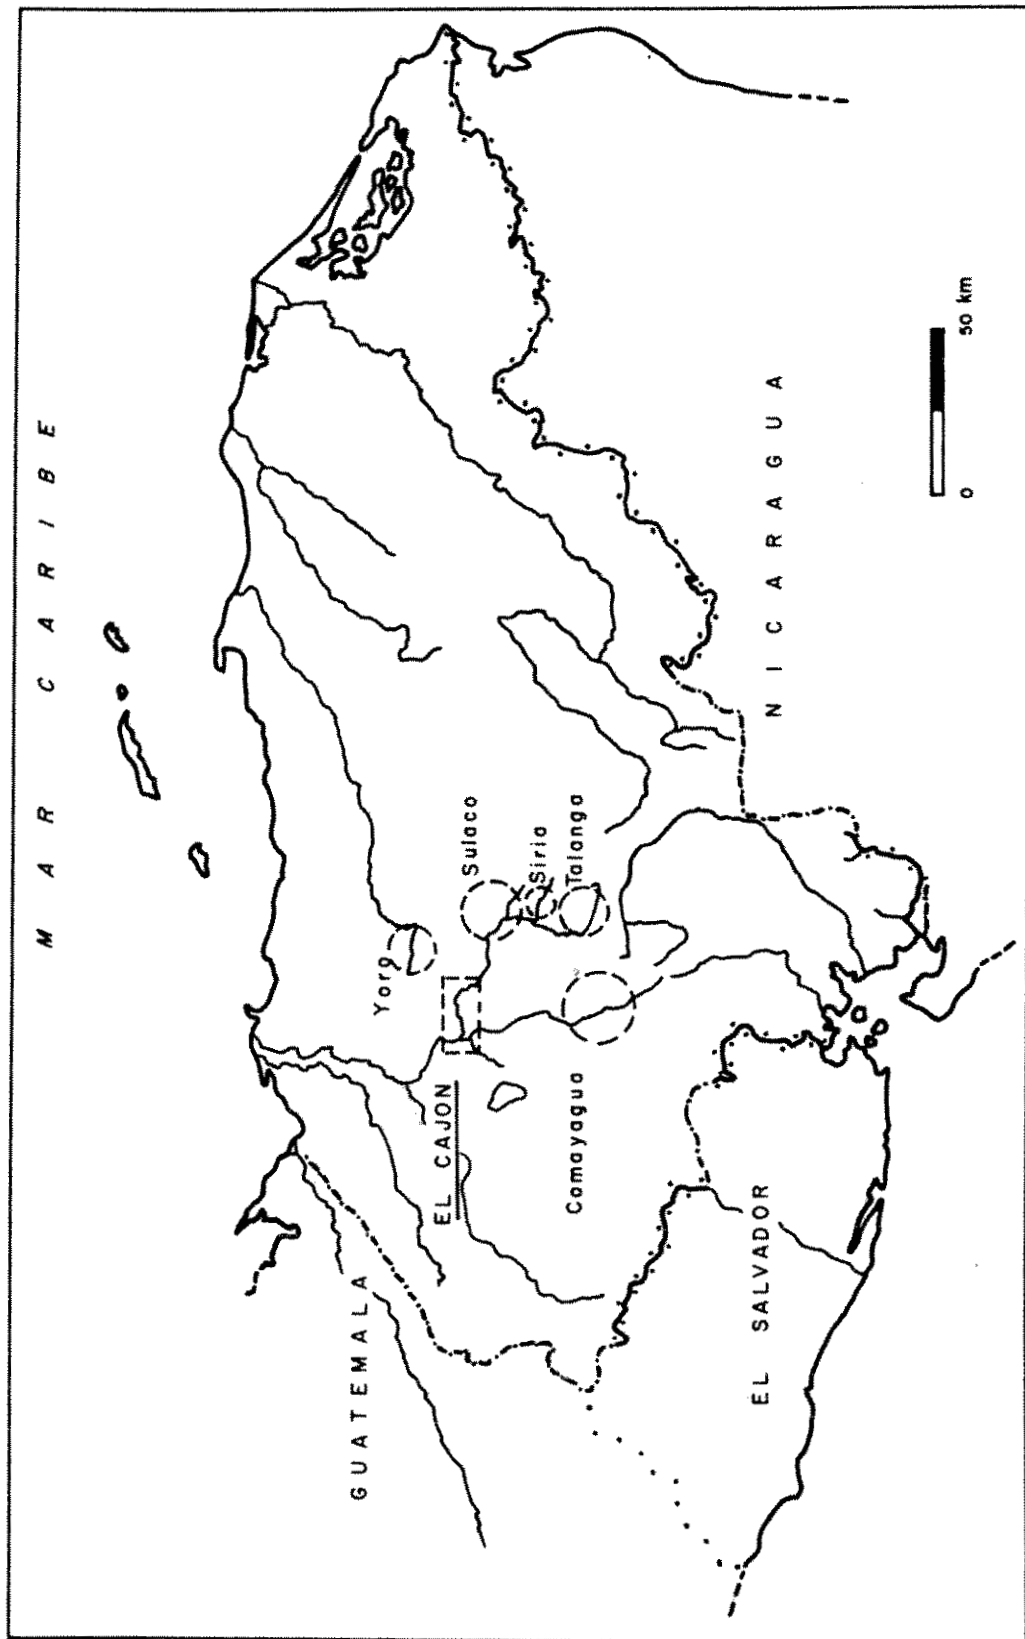 MAR CARIBE
GUATEMALA
Yoro
EL CAJON
Sulaco
Siria
Comayagua
Talanga
EL SALVADOR
NICARAGUA
0 50 km